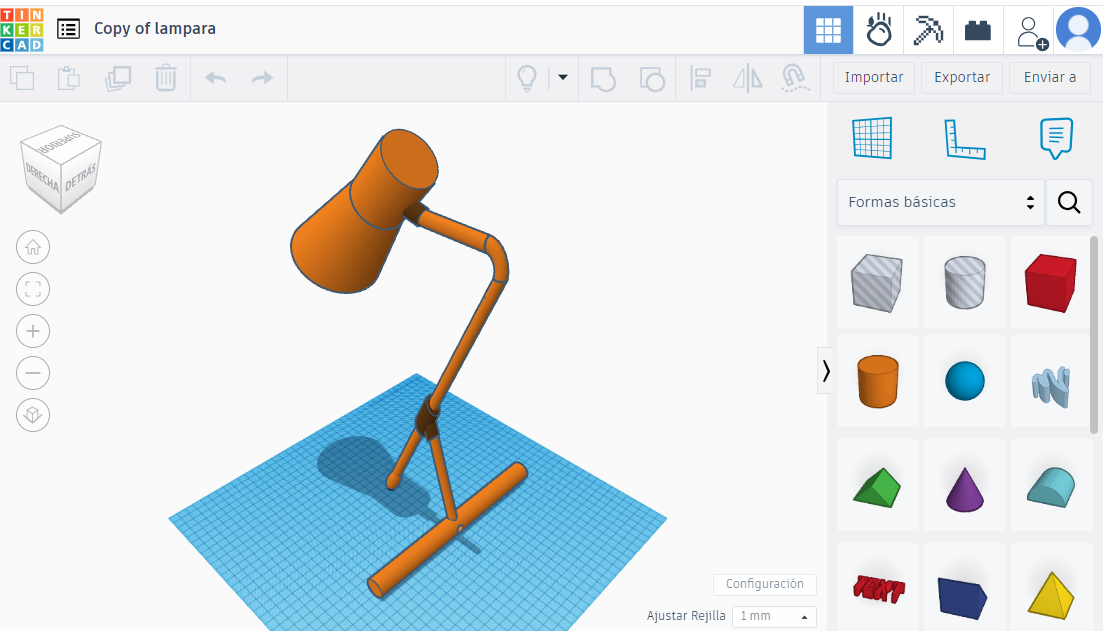 TIN
KER
CAD
Copy of lampara
Importar
Exportar
Enviar a
SUPERIOR
DERECHA
DETRÁS
Formas básicas
TEXT
Configuración
Ajustar Rejilla
1 mm